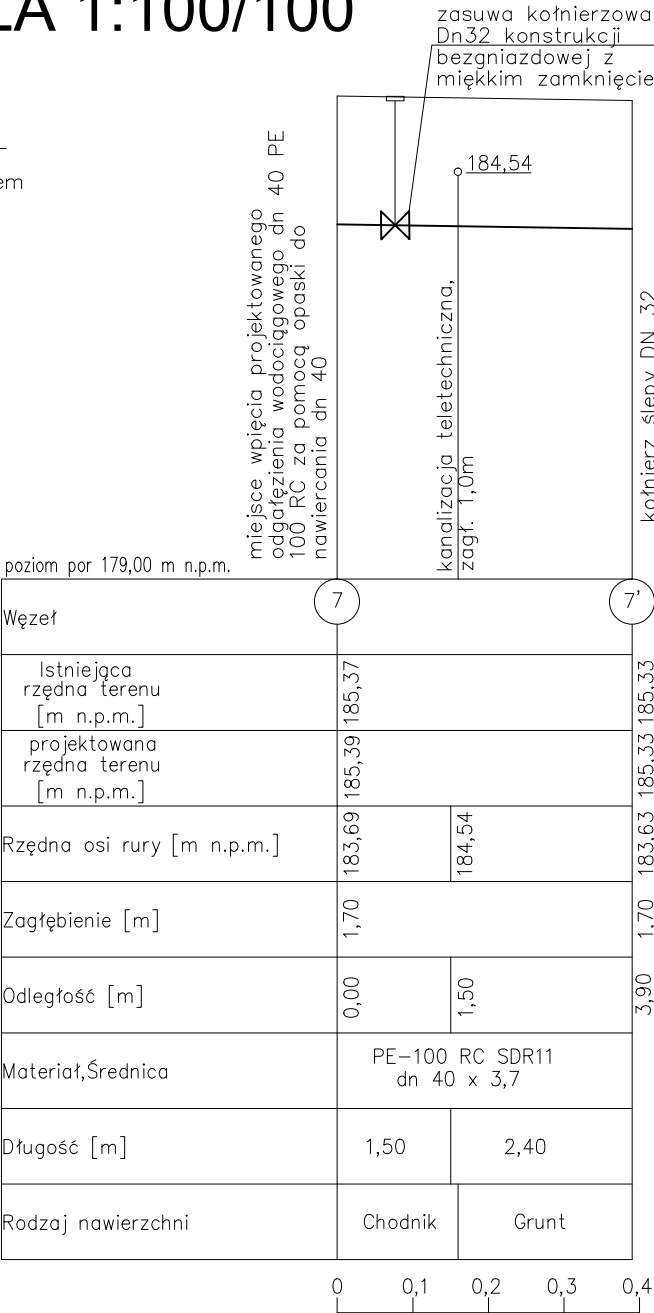 LA 1:100/100
zasuwa kołnierzowa
Dn32 konstrukcji
bezgniazdowej z
miękkim zamknięcie
em
184,54
miejsce wpięcia projektowanego
odgałęzienia wodociągowego dn 40 PE
100 RC za pomocą opaski do
nawiercania dn 40
kanalizacja teletechniczna,
zagł. 1,0m
kołnierz ślepy DN 32
poziom por 179,00 m n.p.m.
Węzeł
7
7'
Istniejąca
rzędna terenu
[m n.p.m.]
185,37
185.33
projektowana
rzędna terenu
[m n.p.m.]
185,39
185.33
Rzędna osi rury [m n.p.m.]
183,69
184,54
183,63
Zagłębienie [m]
1,70
1,70
Odległość [m]
0,00
1,50
3,90
Materiał,Średnica
PE-100 RC SDR11
dn 40 x 3,7
Długość [m]
1,50
2,40
Rodzaj nawierzchni
Chodnik
Grunt
0
0,1
0,2
0,3
0,4